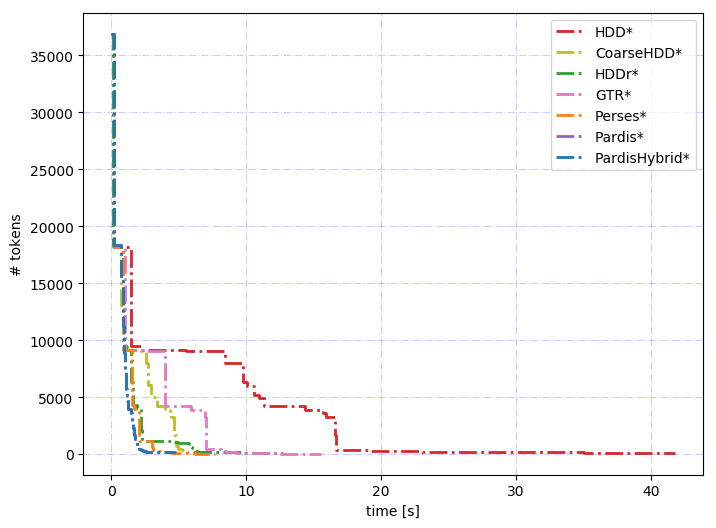 35000
30000
25000
20000
15000
10000
5000
0
# tokens
0 10 20 30 40
time [s]
HDD*
CoarseHDD*
HDDr*
GTR*
Perses*
Pardis*
PardisHybrid*